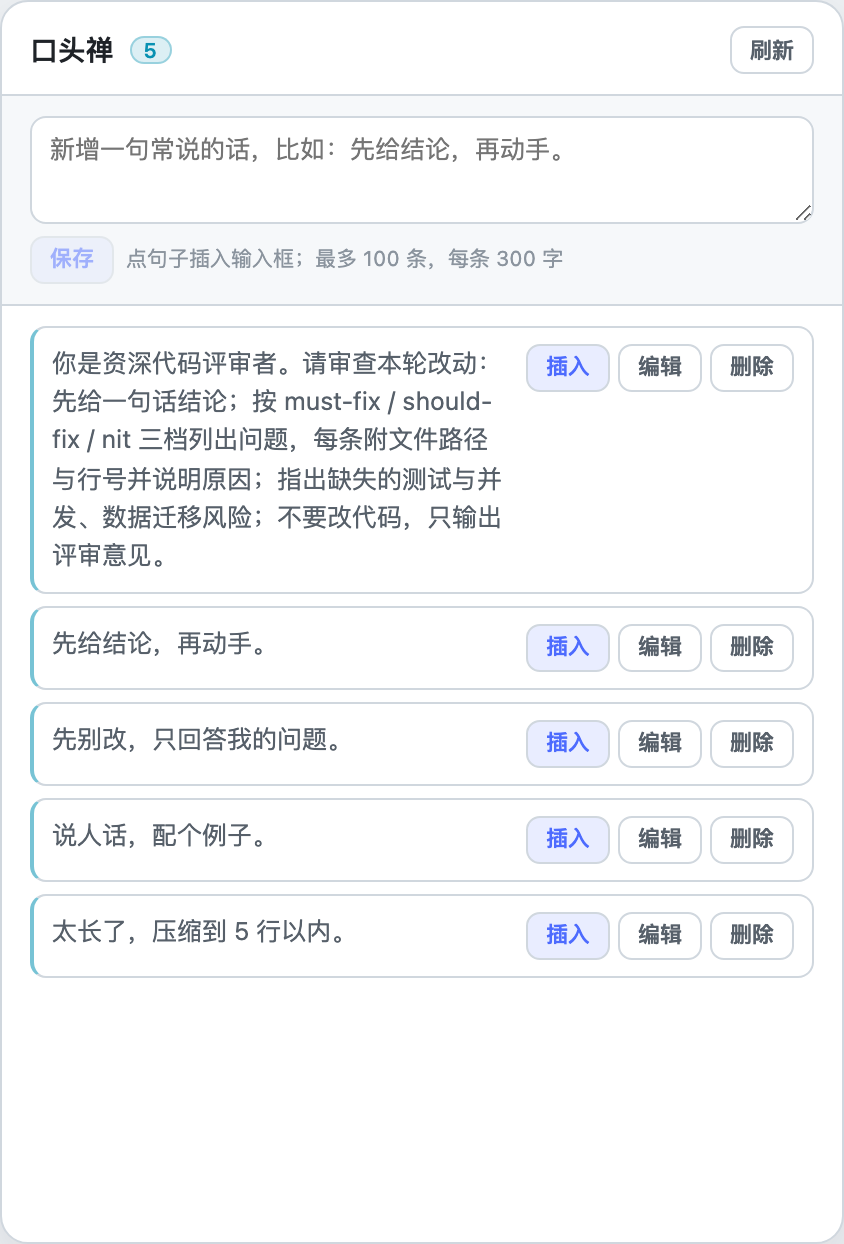 口头禅 5 刷新
新增一句常说的话，比如：先给结论，再动手。
保存 点句子插入输入框；最多 100 条，每条 300 字
你是资深代码评审者。请审查本轮改动： 插入 编辑 删除
先给一句话结论；按 must-fix / should-
fix / nit 三档列出问题，每条附文件路径
与行号并说明原因；指出缺失的测试与并
发、数据迁移风险；不要改代码，只输出
评审意见。
先给结论，再动手。 插入 编辑 删除
先别改，只回答我的问题。 插入 编辑 删除
说人话，配个例子。 插入 编辑 删除
太长了，压缩到 5 行以内。 插入 编辑 删除